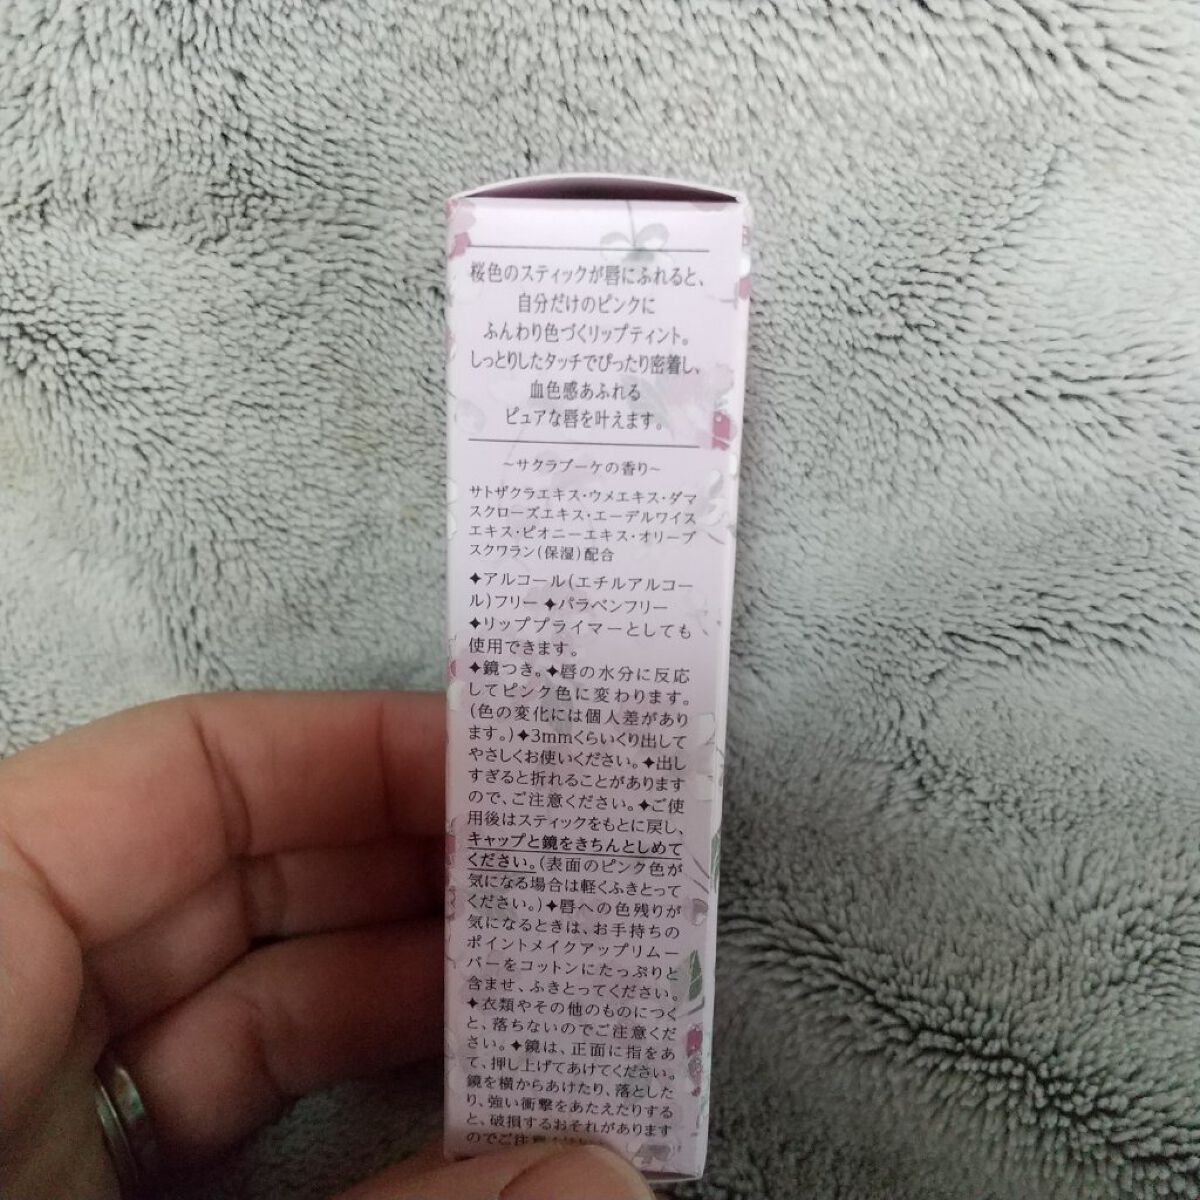 桜色のスティックが唇にふれると、
自分だけのピンクに
ふんわり色づくリップティント。
しっとりしたタッチでぴったり密着し、
血色感あふれる
ピュアな唇を叶えます。
～サクラブーケの香り～
サトザクラエキス・ウメエキス・ダマ
スクローズエキス・エーデルワイス
エキス・ピオニーエキス・オリーブ
スクワラン(保湿)配合
✦アルコール(エチルアルコー
ル)フリー ✦パラベンフリー
✦リッププライマーとしても
使用できます。
✦鏡つき。✦唇の水分に反応
してピンク色に変わります。
(色の変化には個人差があり
ます。)✦3mmくらいくり出して
やさしくお使いください。✦出し
すぎると折れることがあります
ので、ご注意ください。✦ご使
用後はスティックをもとに戻し、
キャップと鏡をきちんとしめて
ください。(表面のピンク色が
気になる場合は軽くふきとって
ください。)✦唇への色残りが
気になるときは、お手持ちの
ポイントメイクアップリムー
バーをコットンにたっぷりと
含ませ、ふきとってください。
✦衣類やその他のものにつく
と、落ちないのでご注意くだ
さい。✦鏡は、正面に指をあ
て、押し上げてあけてください。
鏡を横からあけたり、落とした
り、強い衝撃をあたえたりする
と、破損するおそれがあります
のでご注意